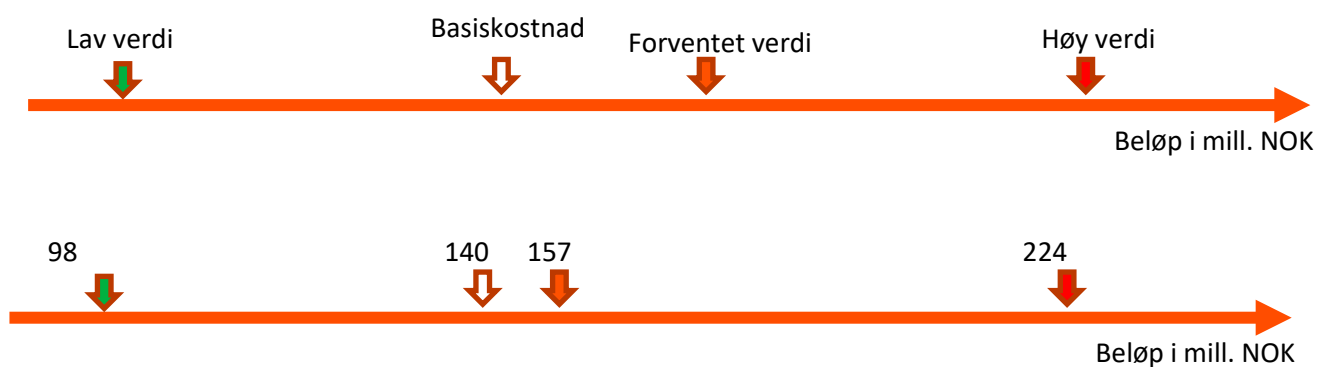 Lav verdi
Basiskostnad
Forventet verdi
Høy verdi
Beløp i mill. NOK
98
140
157
224
Beløp i mill. NOK